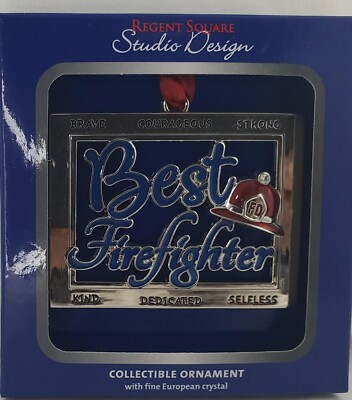 REGENT SQUARE
Studio Design
BRAVE COURAGEOUS STRONG
Best
FD
Firefighter
KIND DEDICATED SELFLESS
COLLECTIBLE ORNAMENT
with fine European crystal